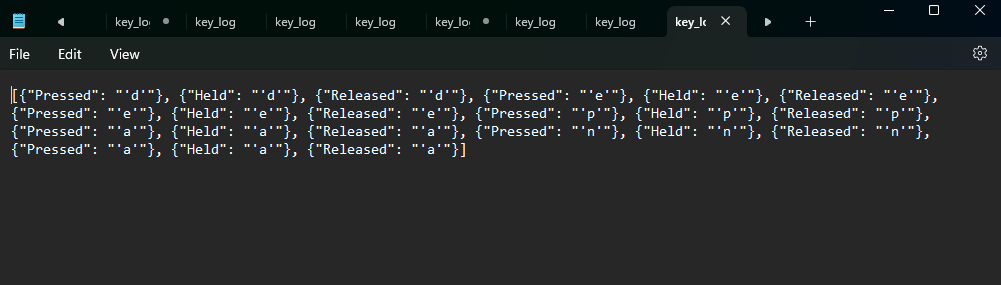 key_lo
key_log
key_log
key_log
key_lo
key_log
key_log
key_lo
File Edit View
[{"Pressed": "'d'"}, {"Held": "'d'"}, {"Released": "'d'"}, {"Pressed": "'e'"}, {"Held": "'e'"}, {"Released": "'e'"},
{"Pressed": "'e'"}, {"Held": "'e'"}, {"Released": "'e'"}, {"Pressed": "'p'"}, {"Held": "'p'"}, {"Released": "'p'"},
{"Pressed": "'a'"}, {"Held": "'a'"}, {"Released": "'a'"}, {"Pressed": "'n'"}, {"Held": "'n'"}, {"Released": "'n'"},
{"Pressed": "'a'"}, {"Held": "'a'"}, {"Released": "'a'"}]